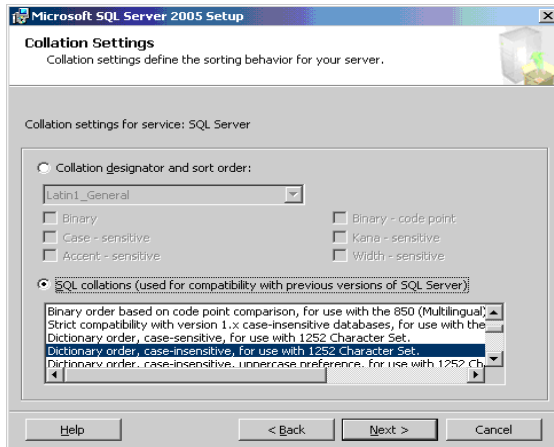 Microsoft SQL Server 2005 Setup
Collation Settings
Collation settings define the sorting behavior for your server.
Collation settings for service: SQL Server
Collation designator and sort order:
Latin1_General
Binary
Binary - code point
Case - sensitive
Kana - sensitive
Accent - sensitive
Width - sensitive
SQL collations (used for compatibility with previous versions of SQL Server)
Binary order based on code point comparison, for use with the 850 (Multilingual)
Strict compatibility with version 1.x case-insensitive databases, for use with the
Dictionary order, case-sensitive, for use with 1252 Character Set.
Dictionary order, case-insensitive, for use with 1252 Character Set.
Dictionary order, case-insensitive, uppercase preference, for use with 1252 Ch
Help
< Back
Next >
Cancel